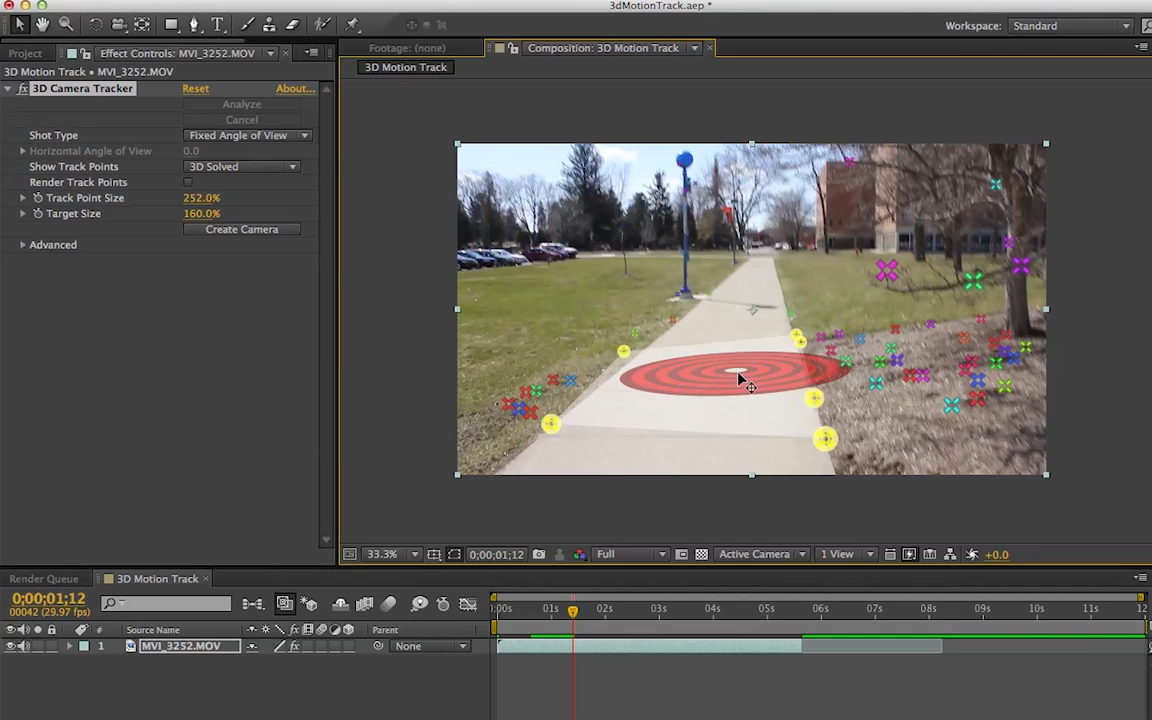 3dMotionTrack.aep *
Workspace: Standard
Project Effect Controls: MVI_3252.MOV
Footage: (none) Composition: 3D Motion Track
3D Motion Track • MVI_3252.MOV
3D Motion Track
fx 3D Camera Tracker Reset About...
Analyze
Cancel
Shot Type Fixed Angle of View
Horizontal Angle of View 0.0
Show Track Points 3D Solved
Render Track Points
Track Point Size 252.0%
Target Size 160.0%
Create Camera
Advanced
33.3% 0;00;01;12 Full Active Camera 1 View +0.0
Render Queue 3D Motion Track
0;00;01;12
00042 (29.97 fps)
:00s 01s 02s 03s 04s 05s 06s 07s 08s 09s 10s 11s 12
# Source Name fx Parent
1 MVI_3252.MOV fx None